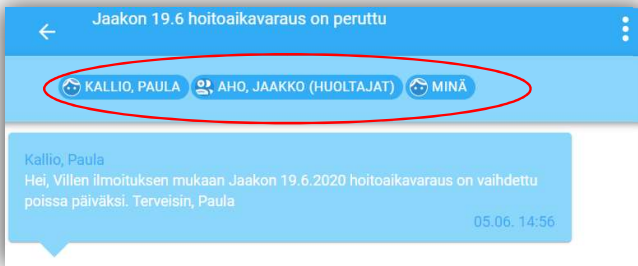 Jaakon 19.6 hoitoaikavaraus on peruttu
KALLIO, PAULA AHO, JAAKKO (HUOLTAJAT) MINÄ
Kallio, Paula
Hei, Villen ilmoituksen mukaan Jaakon 19.6.2020 hoitoaikavaraus on vaihdettu
poissa päiväksi. Terveisin, Paula
05.06. 14:56